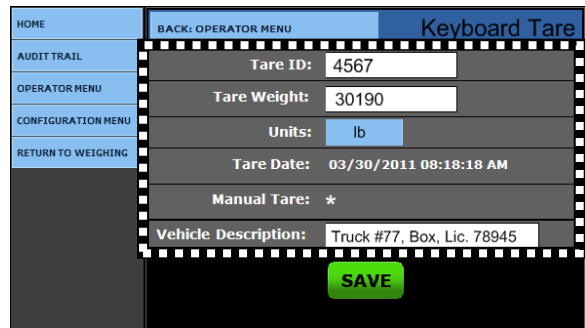 HOME
BACK: OPERATOR MENU
Keyboard Tare
AUDIT TRAIL
OPERATOR MENU
CONFIGURATION MENU
RETURN TO WEIGHING
Tare ID: 4567
Tare Weight: 30190
Units: lb
Tare Date: 03/30/2011 08:18:18 AM
Manual Tare: *
Vehicle Description: Truck #77, Box, Lic. 78945
SAVE